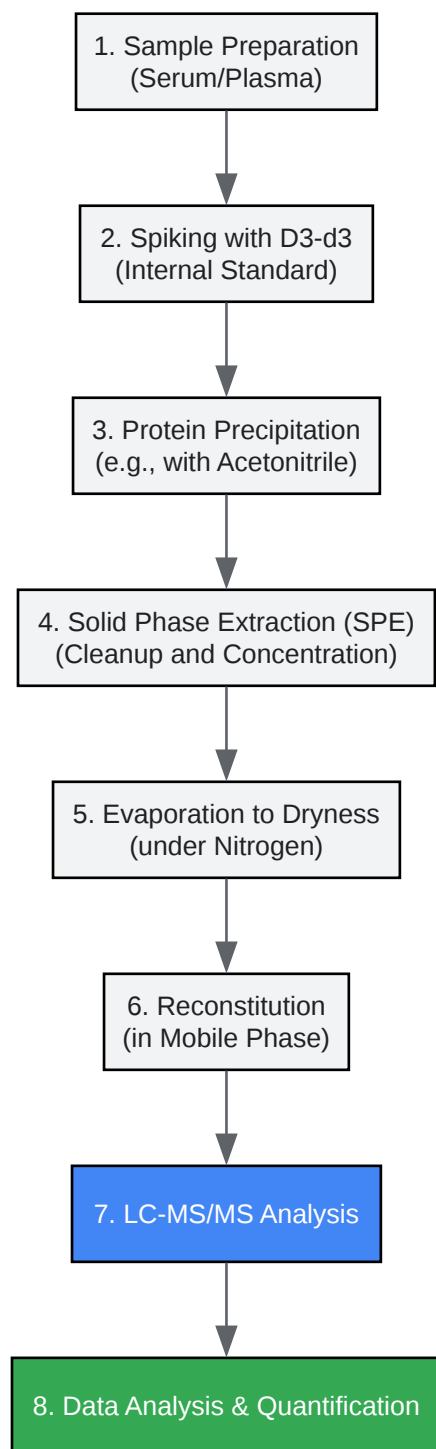 1. Sample Preparation
(Serum/Plasma)
2. Spiking with D3-d3
(Internal Standard)
3. Protein Precipitation
(e.g., with Acetonitrile)
4. Solid Phase Extraction (SPE)
(Cleanup and Concentration)
5. Evaporation to Dryness
(under Nitrogen)
6. Reconstitution
(in Mobile Phase)
7. LC-MS/MS Analysis
8. Data Analysis & Quantification